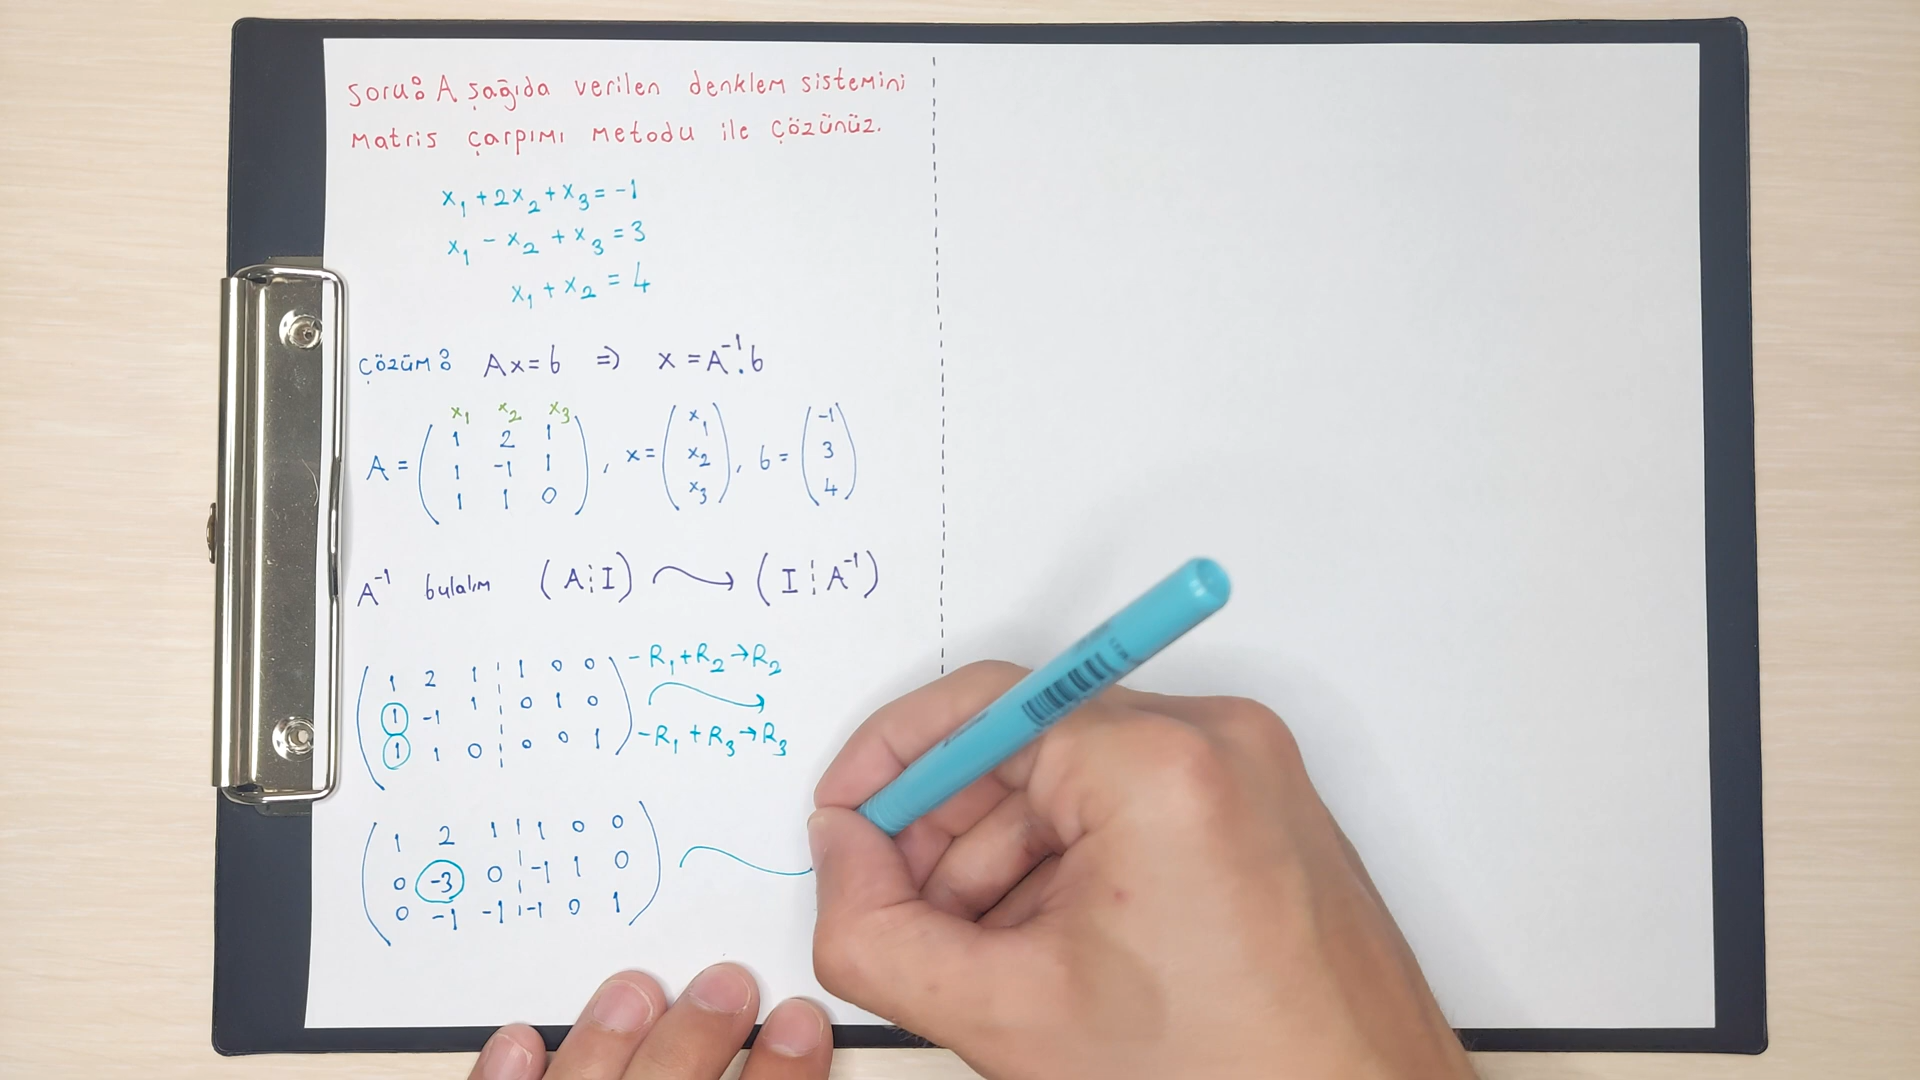 Soru: Aşağıda verilen denklem sistemini
Matris çarpımı Metodu ile çözünüz.
x₁ + 2x₂ + x₃ = -1
x₁ - x₂ + x₃ = 3
x₁ + x₂ = 4
Çözüm: Ax = b ⇒ x = A⁻¹.b
x₁ x₂ x₃
A = ( 1 2 1 ; 1 -1 1 ; 1 1 0 ) , x = ( x₁ ; x₂ ; x₃ ) , b = ( -1 ; 3 ; 4 )
A⁻¹ bulalım (A¦I) → (I¦A⁻¹)
1 2 1 ¦ 1 0 0 -R₁+R₂→R₂
1 -1 1 ¦ 0 1 0 →
1 1 0 ¦ 0 0 1 -R₁+R₃→R₃
1 2 1 ¦ 1 0 0
0 -3 0 ¦ -1 1 0
0 -1 -1 ¦ -1 0 1